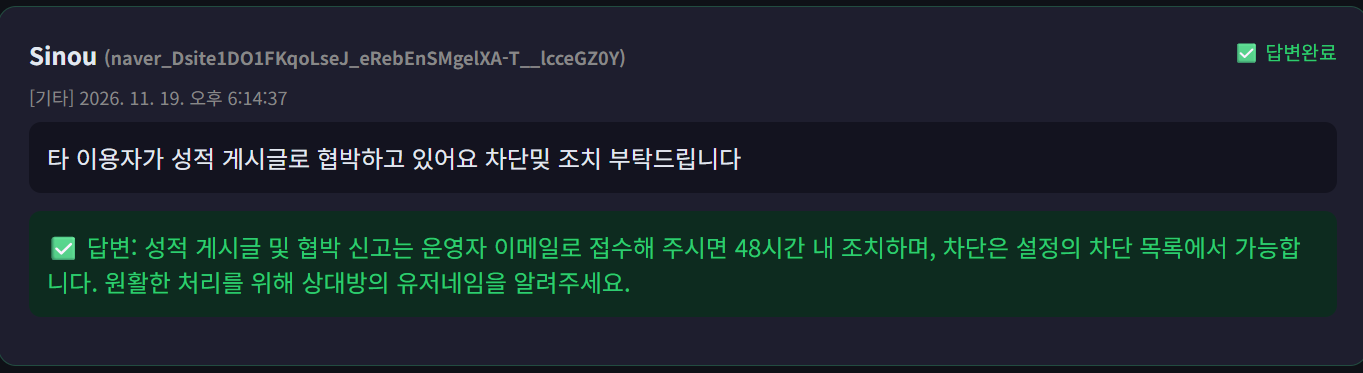 Sinou (naver_Dsite1DO1FKqoLseJ_eRebEnSMgelXA-T__lcceGZ0Y)
✅ 답변완료
[기타] 2026. 11. 19. 오후 6:14:37
타 이용자가 성적 게시글로 협박하고 있어요 차단및 조치 부탁드립니다
✅ 답변: 성적 게시글 및 협박 신고는 운영자 이메일로 접수해 주시면 48시간 내 조치하며, 차단은 설정의 차단 목록에서 가능합
니다. 원활한 처리를 위해 상대방의 유저네임을 알려주세요.